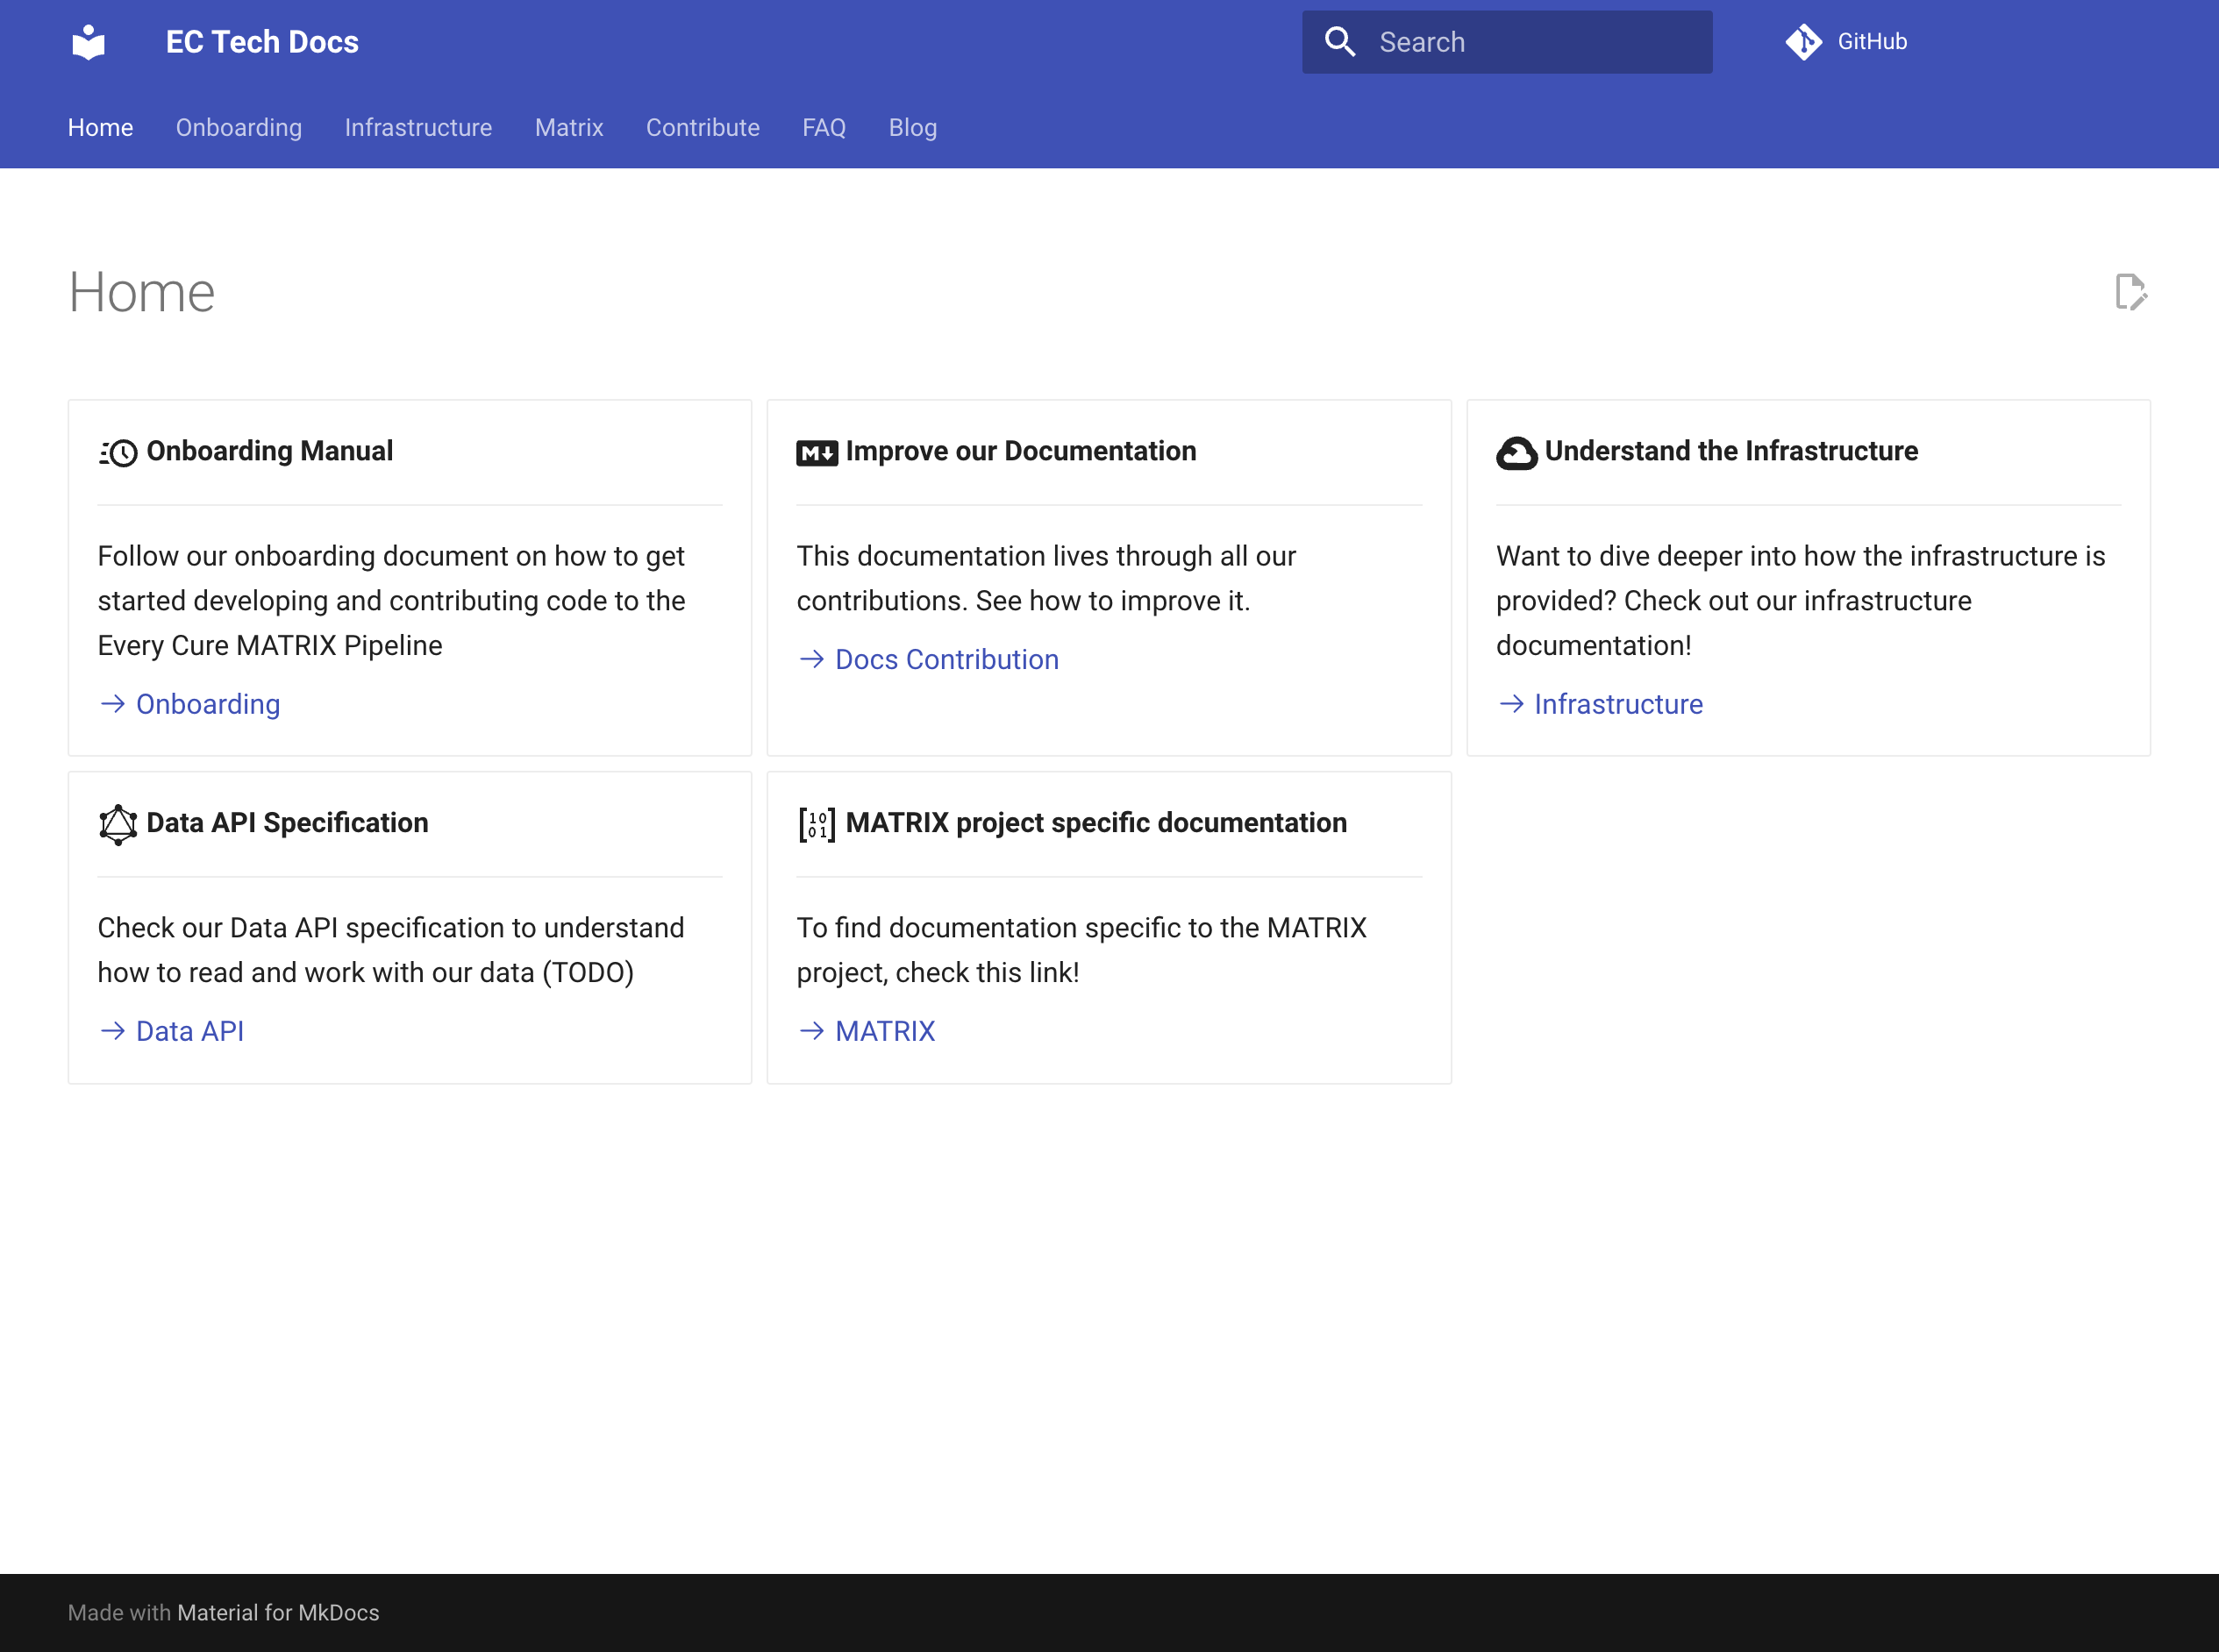 EC Tech Docs
Search
GitHub
Home Onboarding Infrastructure Matrix Contribute FAQ Blog
Home
Onboarding Manual
Follow our onboarding document on how to get
started developing and contributing code to the
Every Cure MATRIX Pipeline
→ Onboarding
M Improve our Documentation
This documentation lives through all our
contributions. See how to improve it.
→ Docs Contribution
Understand the Infrastructure
Want to dive deeper into how the infrastructure is
provided? Check out our infrastructure
documentation!
→ Infrastructure
Data API Specification
Check our Data API specification to understand
how to read and work with our data (TODO)
→ Data API
10
01
MATRIX project specific documentation
To find documentation specific to the MATRIX
project, check this link!
→ MATRIX
Made with Material for MkDocs